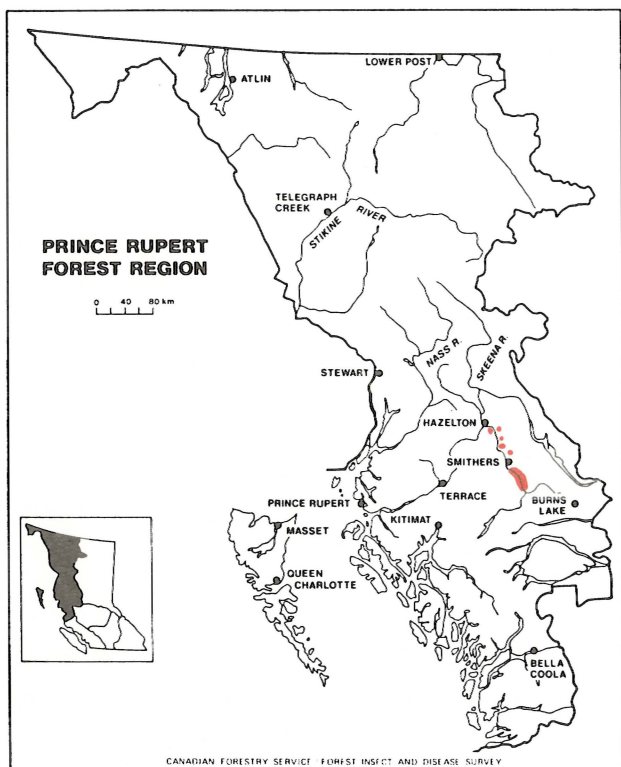 LOWER POST
ATLIN
TELEGRAPH
CREEK
STIKINE RIVER
PRINCE RUPERT
FOREST REGION
0 40 80 km
NASS R.
SKEENA R.
STEWART
HAZELTON
SMITHERS
PRINCE RUPERT
TERRACE
BURNS
LAKE
MASSET
KITIMAT
QUEEN
CHARLOTTE
BELLA
COOLA
CANADIAN FORESTRY SERVICE FOREST INSECT AND DISEASE SURVEY